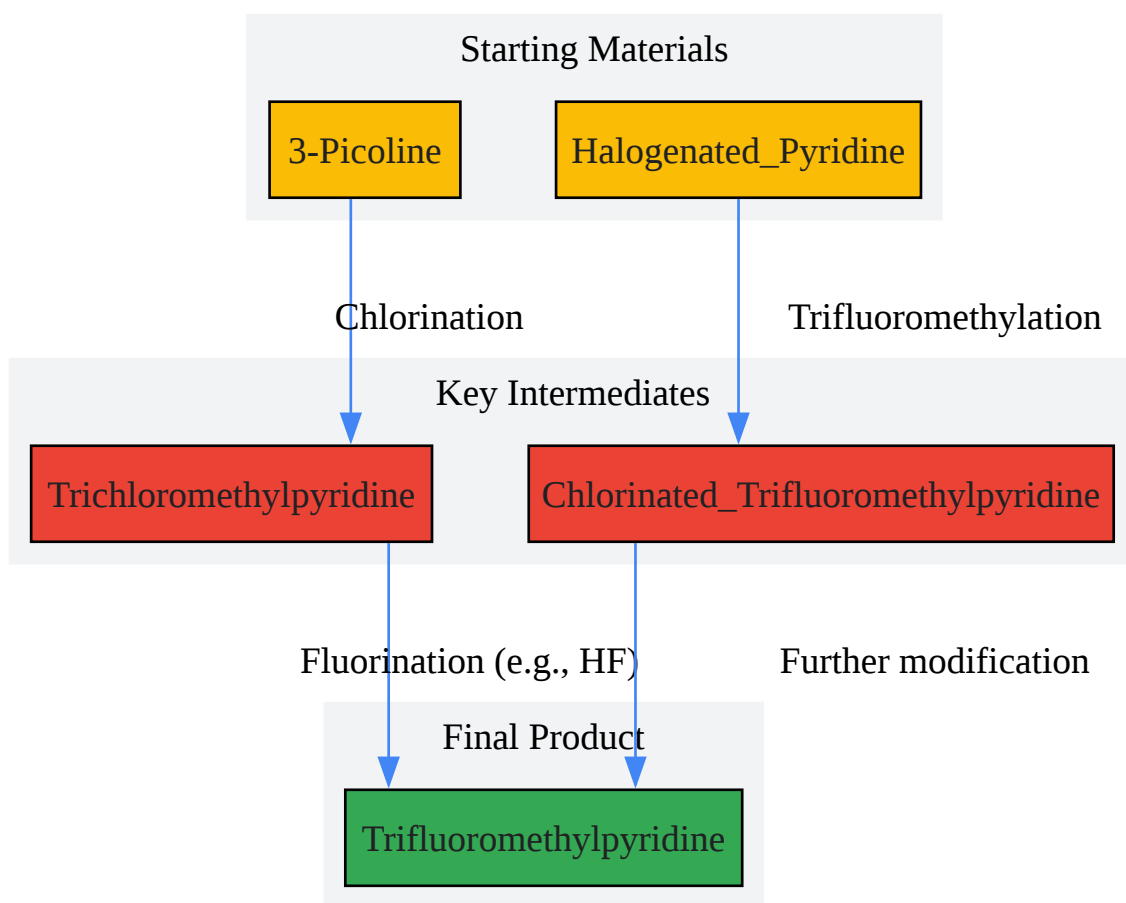 Starting Materials
3-Picoline
Halogenated_Pyridine
Chlorination
Trifluoromethylation
Key Intermediates
Trichloromethylpyridine
Chlorinated_Trifluoromethylpyridine
Fluorination (e.g., HF)
Further modification
Final Product
Trifluoromethylpyridine